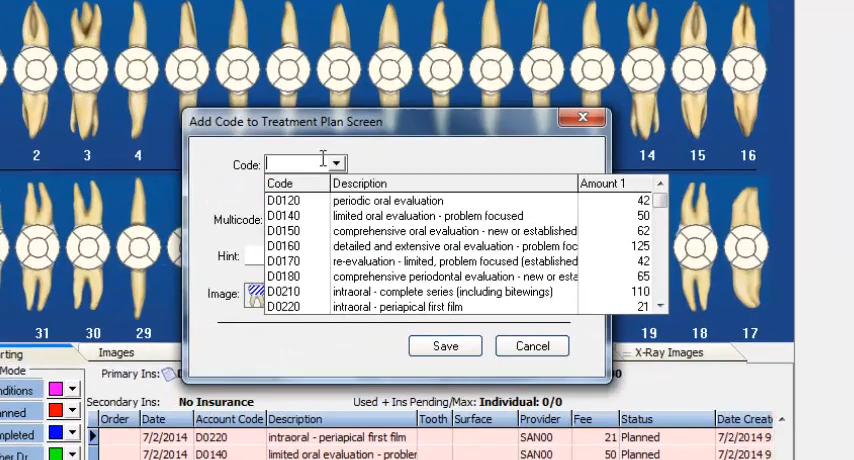 2 3 4 14 15 16
Add Code to Treatment Plan Screen
Code:
Code Description Amount 1
D0120 periodic oral evaluation 42
D0140 limited oral evaluation - problem focused 50
D0150 comprehensive oral evaluation - new or established 62
D0160 detailed and extensive oral evaluation - problem foc 125
D0170 re-evaluation - limited, problem focused (established 42
D0180 comprehensive periodontal evaluation - new or esta 65
D0210 intraoral - complete series (including bitewings) 110
D0220 intraoral - periapical first film 21
Multicode:
Hint:
Image:
31 30 29 19 18 17
Save Cancel
rting Images X-Ray Images
Mode
Primary Ins:
nditions
Secondary Ins: No Insurance Used + Ins Pending/Max: Individual: 0/0
anned
Order Date Account Code Description Tooth Surface Provider Fee Status Date Creat
ompleted
7/2/2014 D0220 intraoral - periapical first film SAN00 21 Planned 7/2/2014 9
her Dr.
7/2/2014 D0140 limited oral evaluation - probler SAN00 50 Planned 7/2/2014 9